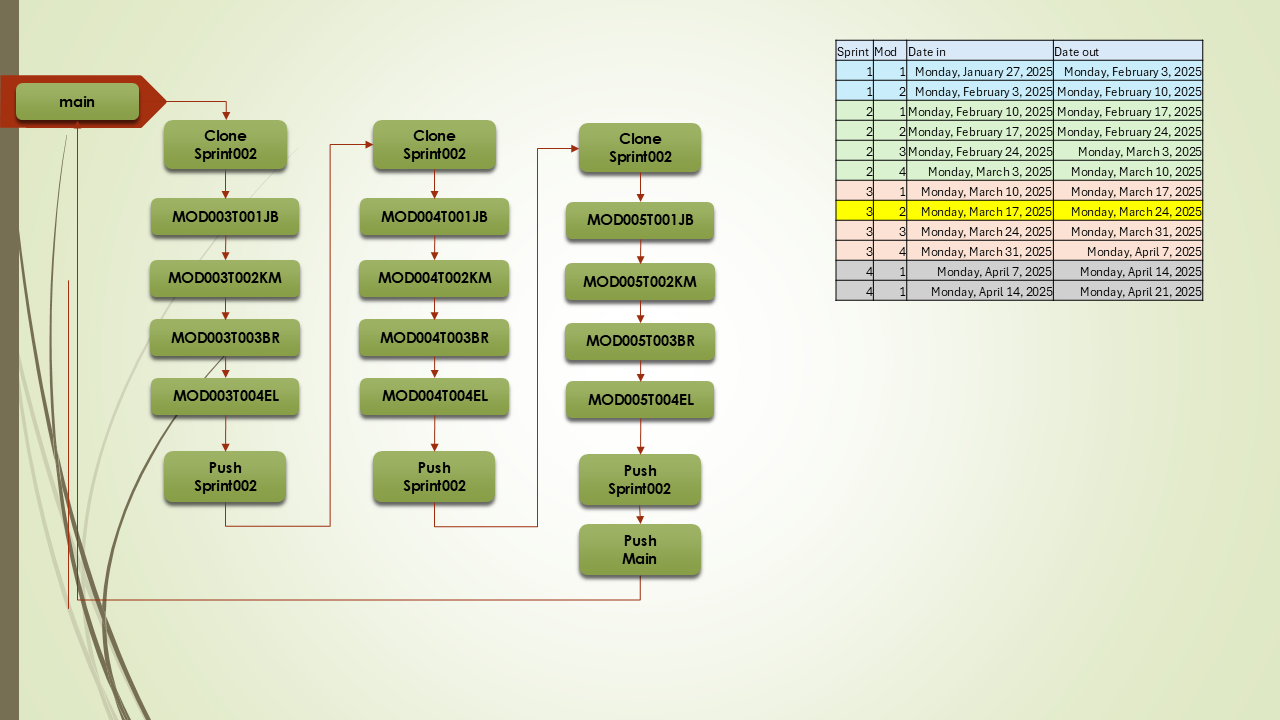 main
Clone
Sprint002
MOD003T001JB
MOD003T002KM
MOD003T003BR
MOD003T004EL
Push
Sprint002
Clone
Sprint002
MOD004T001JB
MOD004T002KM
MOD004T003BR
MOD004T004EL
Push
Sprint002
Clone
Sprint002
MOD005T001JB
MOD005T002KM
MOD005T003BR
MOD005T004EL
Push
Sprint002
Push
Main
Sprint Mod Date in Date out
1 1 Monday, January 27, 2025 Monday, February 3, 2025
1 2 Monday, February 3, 2025 Monday, February 10, 2025
2 1 Monday, February 10, 2025 Monday, February 17, 2025
2 2 Monday, February 17, 2025 Monday, February 24, 2025
2 3 Monday, February 24, 2025 Monday, March 3, 2025
2 4 Monday, March 3, 2025 Monday, March 10, 2025
3 1 Monday, March 10, 2025 Monday, March 17, 2025
3 2 Monday, March 17, 2025 Monday, March 24, 2025
3 3 Monday, March 24, 2025 Monday, March 31, 2025
3 4 Monday, March 31, 2025 Monday, April 7, 2025
4 1 Monday, April 7, 2025 Monday, April 14, 2025
4 1 Monday, April 14, 2025 Monday, April 21, 2025